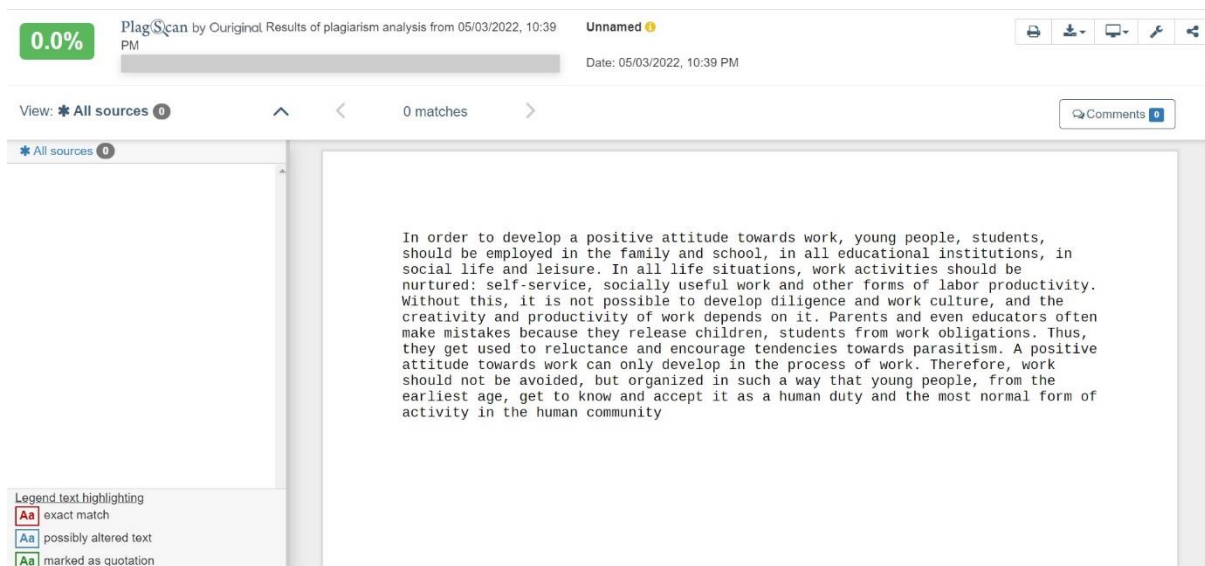 0.0%
PlagScan by Ouriginal Results of plagiarism analysis from 05/03/2022, 10:39
PM
Unnamed
Date: 05/03/2022, 10:39 PM
View: ✱ All sources 0
0 matches
Comments 0
✱ All sources 0
In order to develop a positive attitude towards work, young people, students,
should be employed in the family and school, in all educational institutions, in
social life and leisure. In all life situations, work activities should be
nurtured: self-service, socially useful work and other forms of labor productivity.
Without this, it is not possible to develop diligence and work culture, and the
creativity and productivity of work depends on it. Parents and even educators often
make mistakes because they release children, students from work obligations. Thus,
they get used to reluctance and encourage tendencies towards parasitism. A positive
attitude towards work can only develop in the process of work. Therefore, work
should not be avoided, but organized in such a way that young people, from the
earliest age, get to know and accept it as a human duty and the most normal form of
activity in the human community
Legend text highlighting
Aa exact match
Aa possibly altered text
Aa marked as quotation